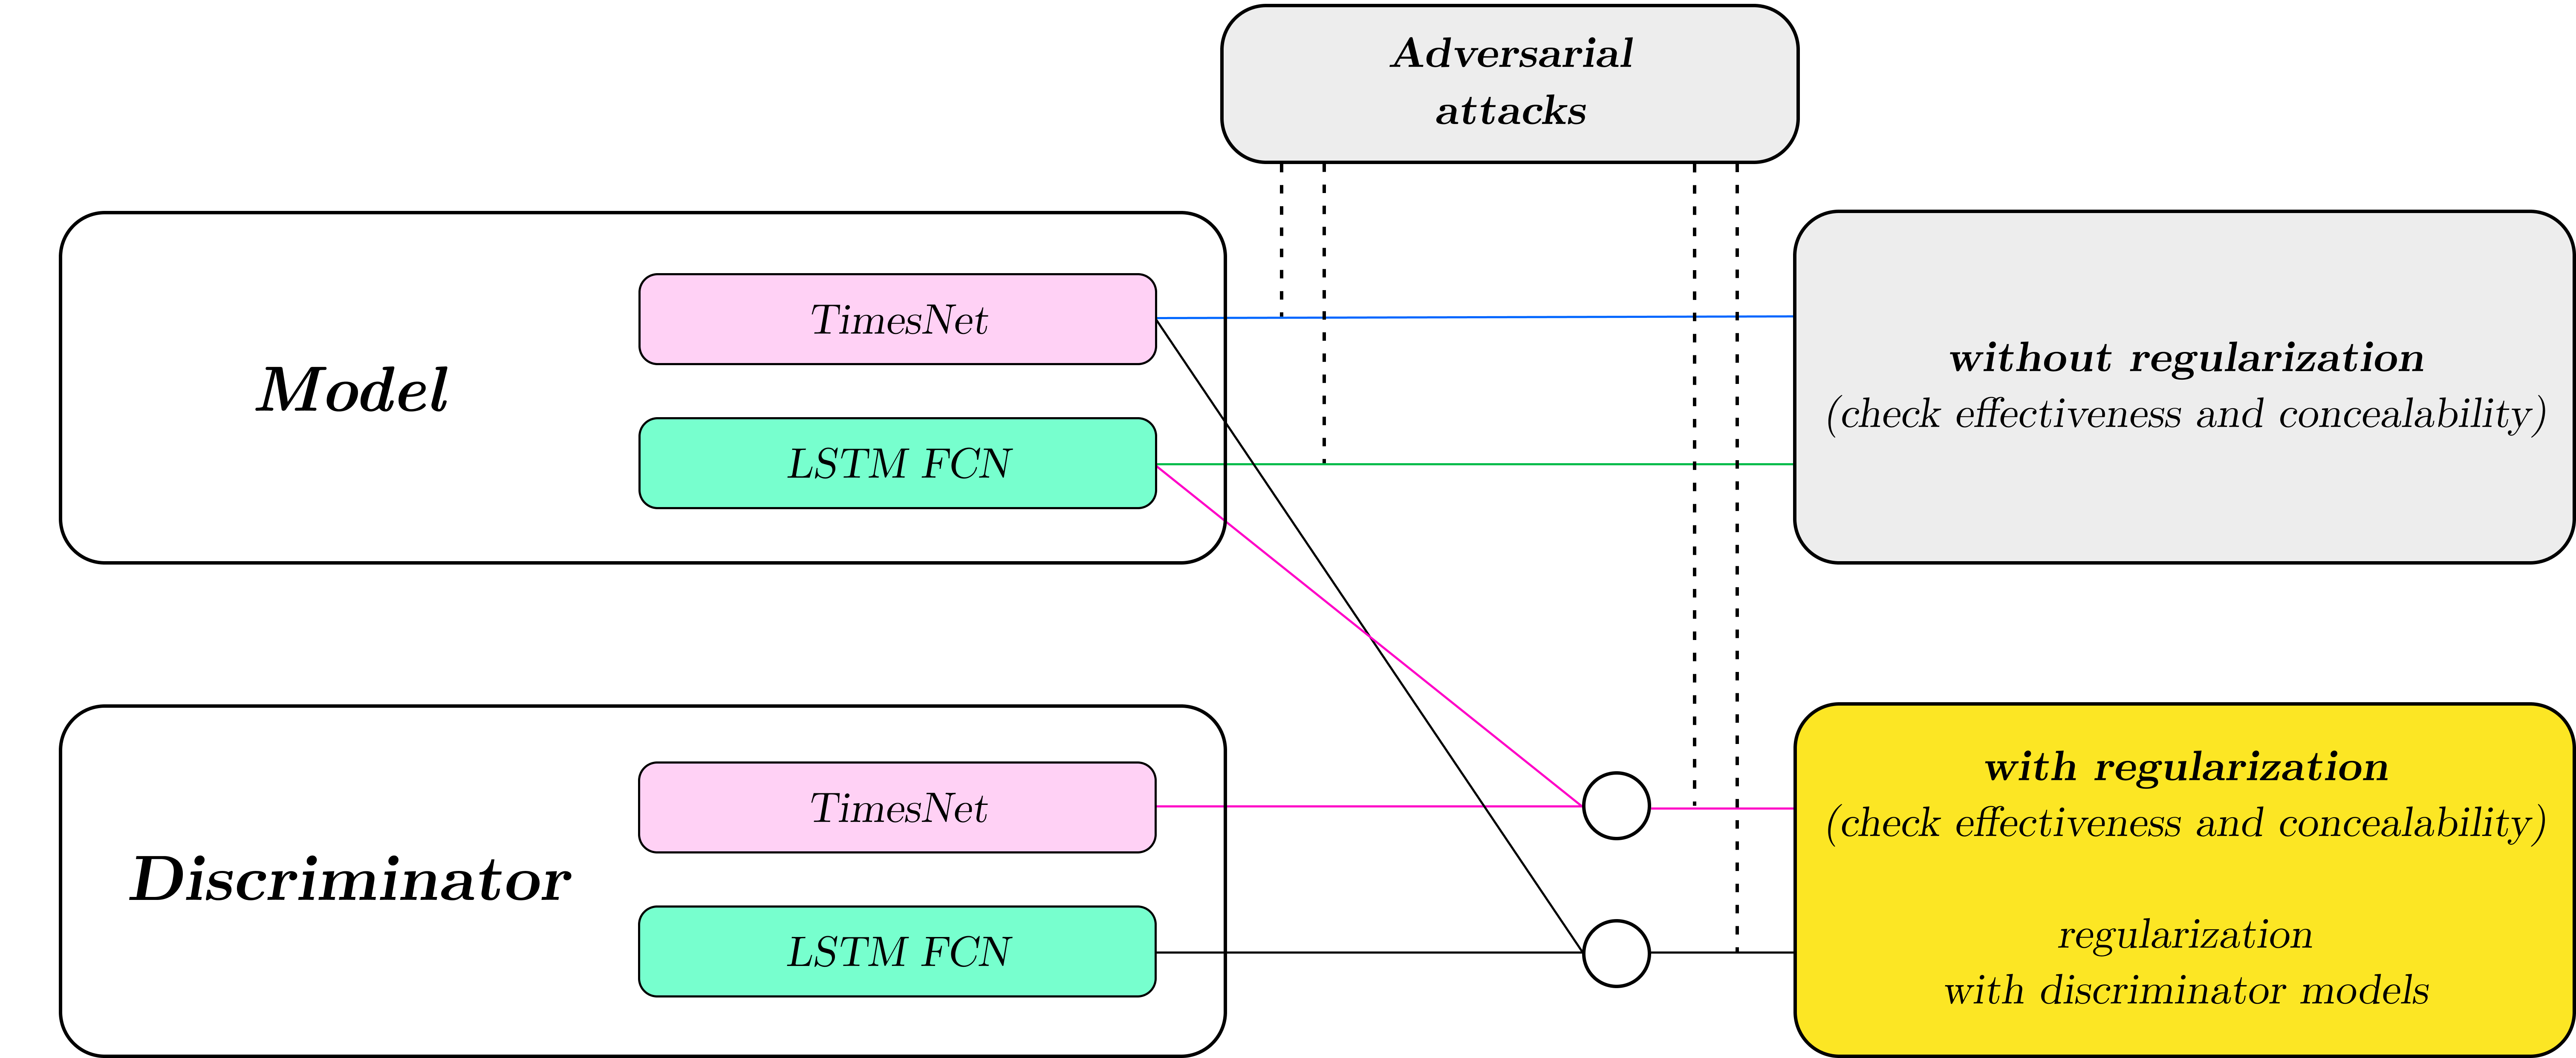 Adversarial
attacks
Model
TimesNet
LSTM FCN
without regularization
(check effectiveness and concealability)
Discriminator
TimesNet
LSTM FCN
with regularization
(check effectiveness and concealability)
regularization
with discriminator models